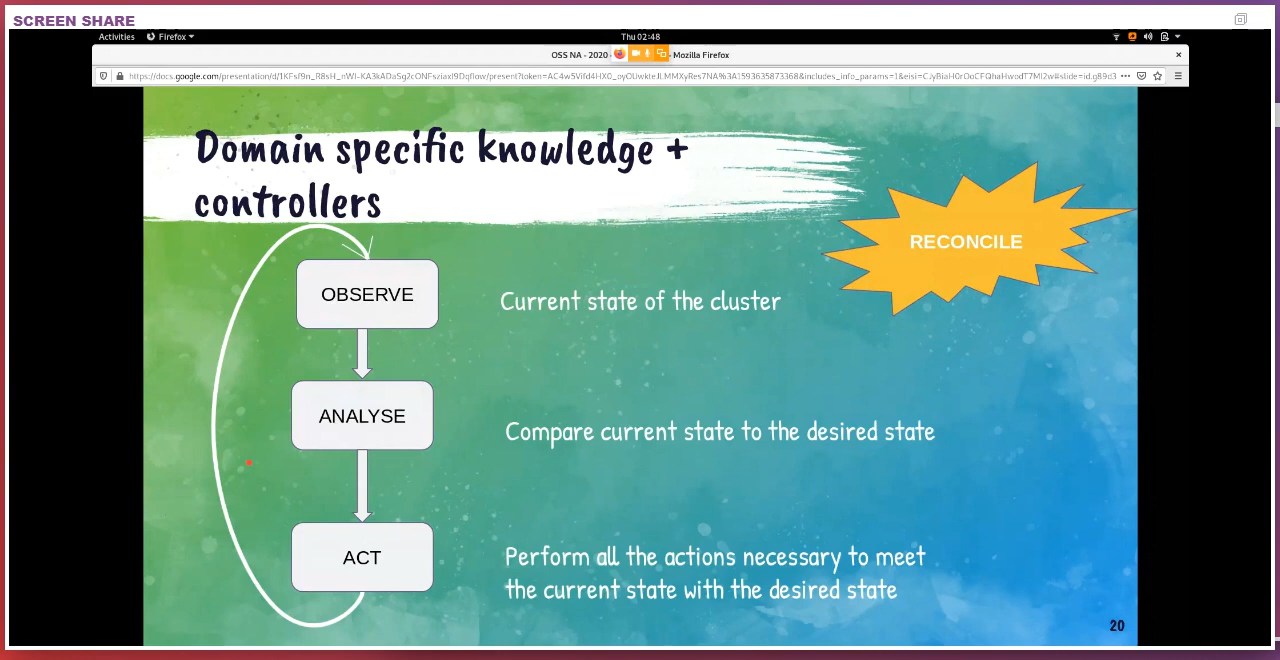 SCREEN SHARE
Activities
Firefox
Thu 02:48
OSS NA - 2020 - Mozilla Firefox
Domain specific knowledge +
controllers
RECONCILE
OBSERVE
Current state of the cluster
ANALYSE
Compare current state to the desired state
ACT
Perform all the actions necessary to meet
the current state with the desired state
20